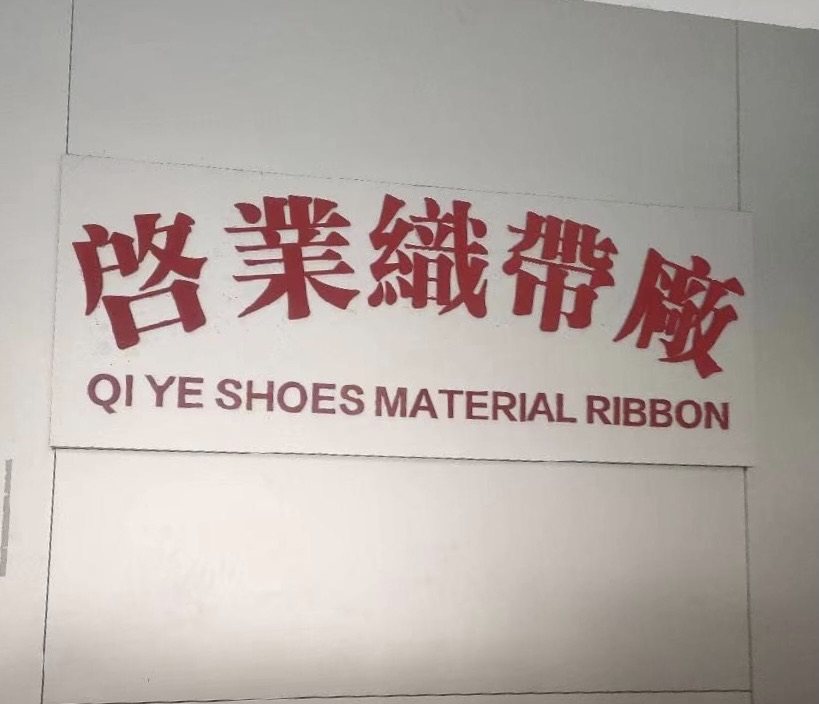 啓業織帶廠
QI YE SHOES MATERIAL RIBBON